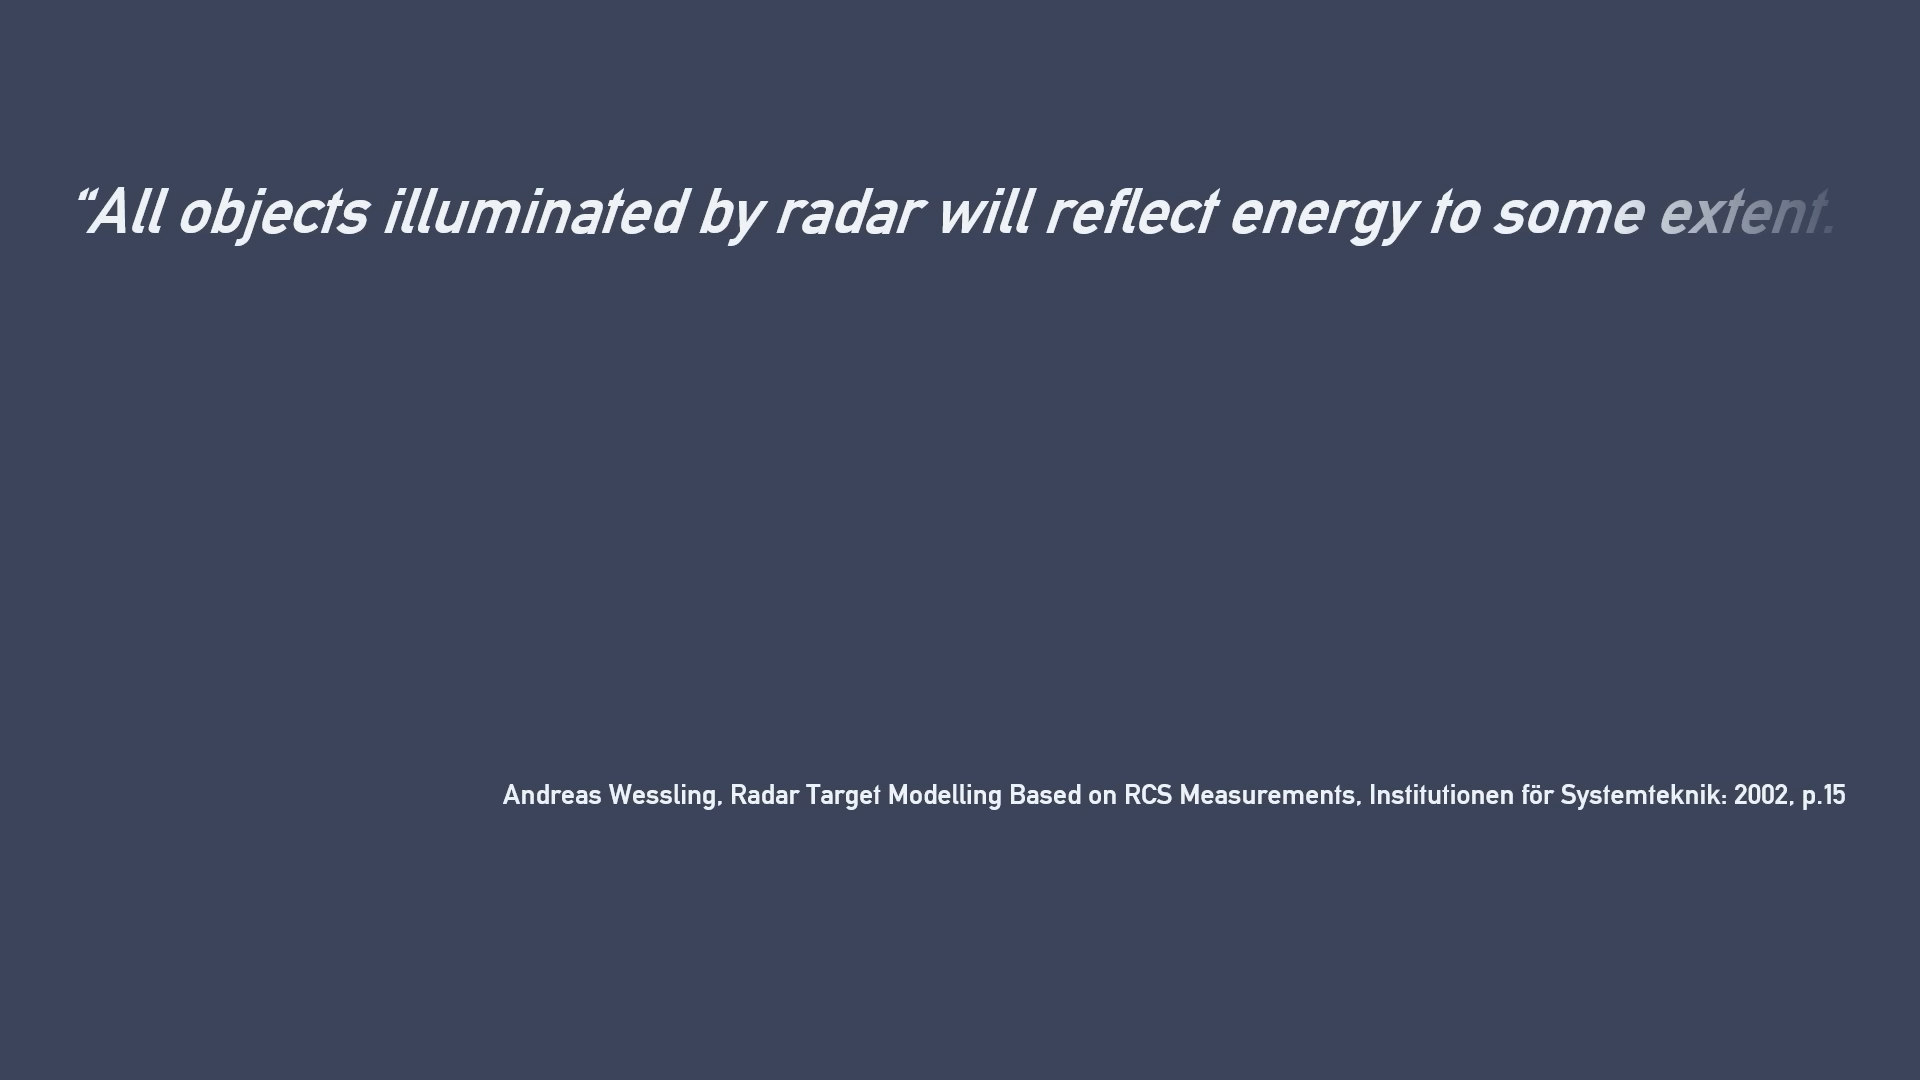 “All objects illuminated by radar will reflect energy to some extent.
Andreas Wessling, Radar Target Modelling Based on RCS Measurements, Institutionen för Systemteknik: 2002, p.15